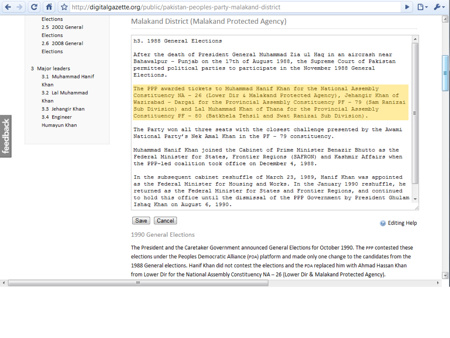 http://digitalgazette.org/public/pakistan-peoples-party-malakand-district
Elections
2.5 2002 General
Elections
2.6 2008 General
Elections
3 Major leaders
3.1 Muhammad Hanif
Khan
3.2 Lal Muhammad
Khan
3.3 Jehangir Khan
3.4 Engineer
Humayun Khan
feedback
Malakand District (Malakand Protected Agency)
h3. 1988 General Elections
After the death of President General Muhammad Zia ul Haq in an aircrash near
Bahawalpur - Punjab on the 17th of August 1988, the Supreme Court of Pakistan
permitted political parties to participate in the November 1988 General
Elections.
The PPP awarded tickets to Muhammad Hanif Khan for the National Assembly
Constituency NA - 26 (Lower Dir & Malakand Protected Agency), Jehangir Khan of
Wazirabad - Dargai for the Provincial Assembly Constituency PF - 79 (Sam Ranizai
Sub Division) and Lal Muhammad Khan of Thana for the Provincial Assembly
Constituency PF - 80 (Batkhela Tehsil and Swat Ranizai Sub Division).
The Party won all three seats with the closest challenge presented by the Awami
National Party's Nek Amal Khan in the PF - 79 constituency.
Muhammad Hanif Khan joined the Cabinet of Prime Minister Benazir Bhutto as the
Federal Minister for States, Frontier Regions (SAFRON) and Kashmir Affairs when
the PPP-led coalition took office on December 4, 1988.
In the subsequent cabinet reshuffle of March 23, 1989, Hanif Khan was appointed
as the Federal Minister for Housing and Works. In the January 1990 reshuffle, he
returned as the Federal Minister for States and Frontier Regions, and continued
to hold this office until the dismissal of the PPP Government by President Ghulam
Ishaq Khan on August 6, 1990.
Save Cancel
Editing Help
1990 General Elections
The President and the Caretaker Government announced General Elections for October 1990. The PPP contested these
elections under the Peoples Democratic Alliance (PDA) platform and made only one change to the candidates from the
1988 General elections. Hanif Khan did not contest the elections and the PDA replaced him with Ahmad Hassan Khan
from Lower Dir for the National Assembly Constituency NA – 26 (Lower Dir & Malakand Protected Agency).